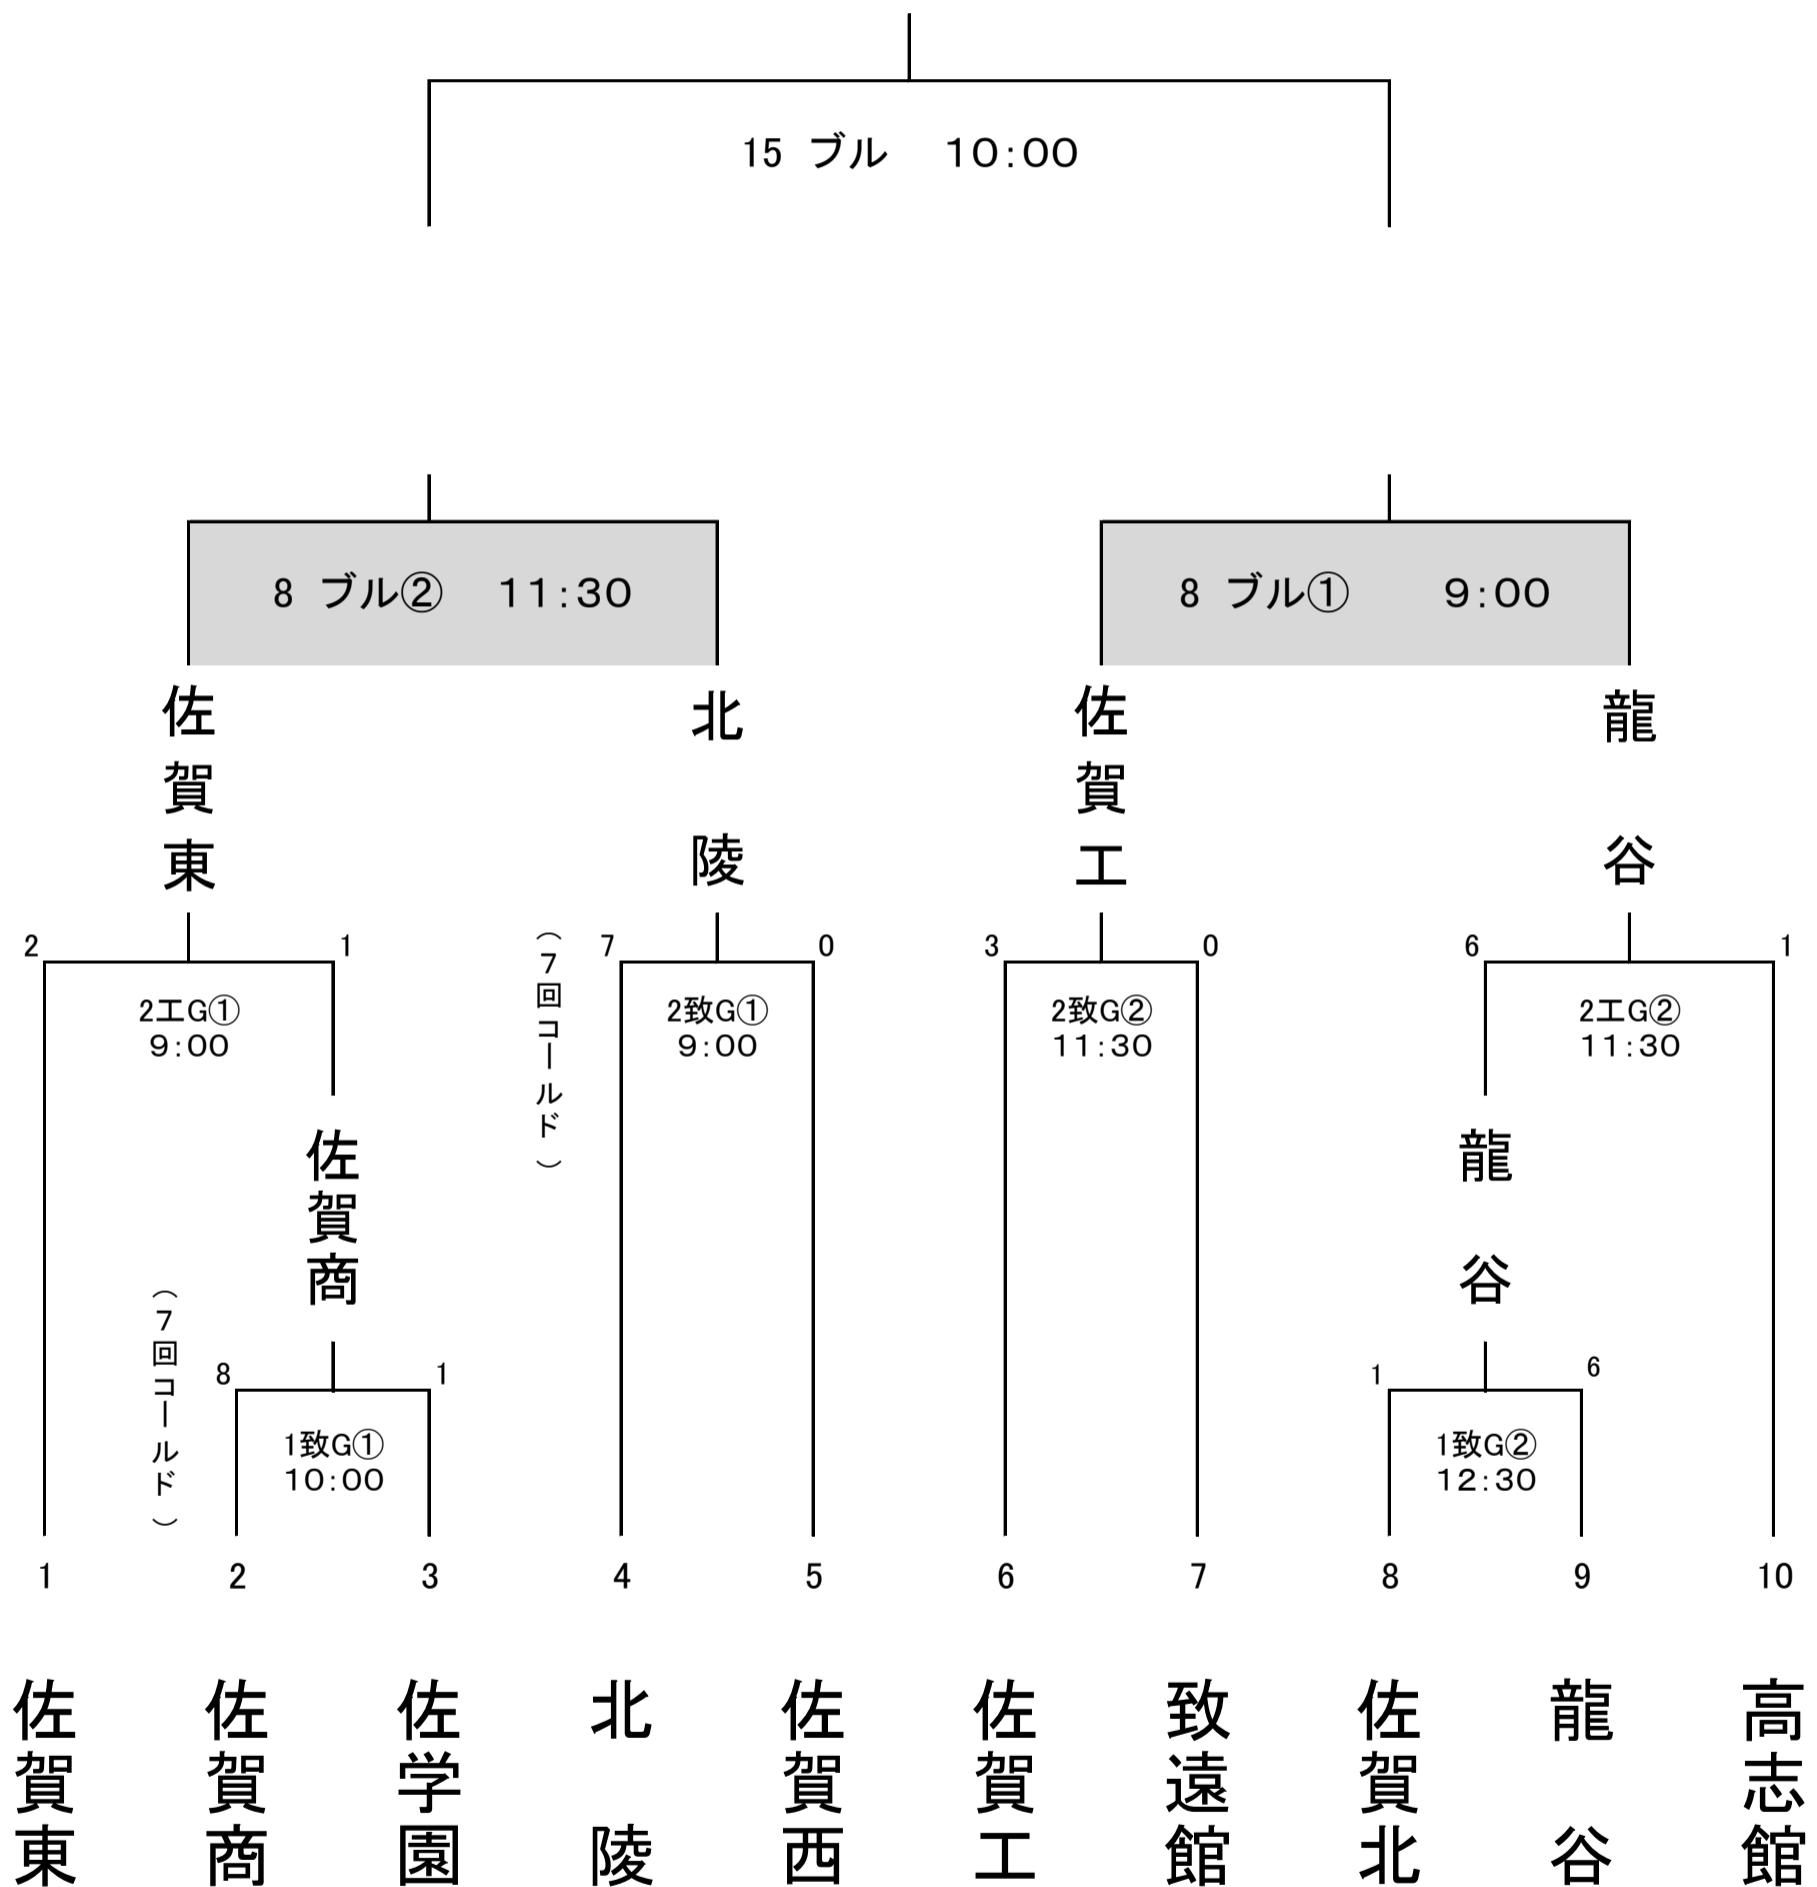 15 ブル 10:00
8 ブル② 11:30
8 ブル① 9:00
佐賀東
北陵
佐賀工
龍谷
2
1
（7回コールド）
7
0
3
0
6
1
2工G①
9:00
2致G①
9:00
2致G②
11:30
2工G②
11:30
佐賀商
龍谷
（7回コールド）
8
1
1
6
1致G①
10:00
1致G②
12:30
1
2
3
4
5
6
7
8
9
10
佐賀東
佐賀商
佐学園
北陵
佐賀西
佐賀工
致遠館
佐賀北
龍谷
高志館